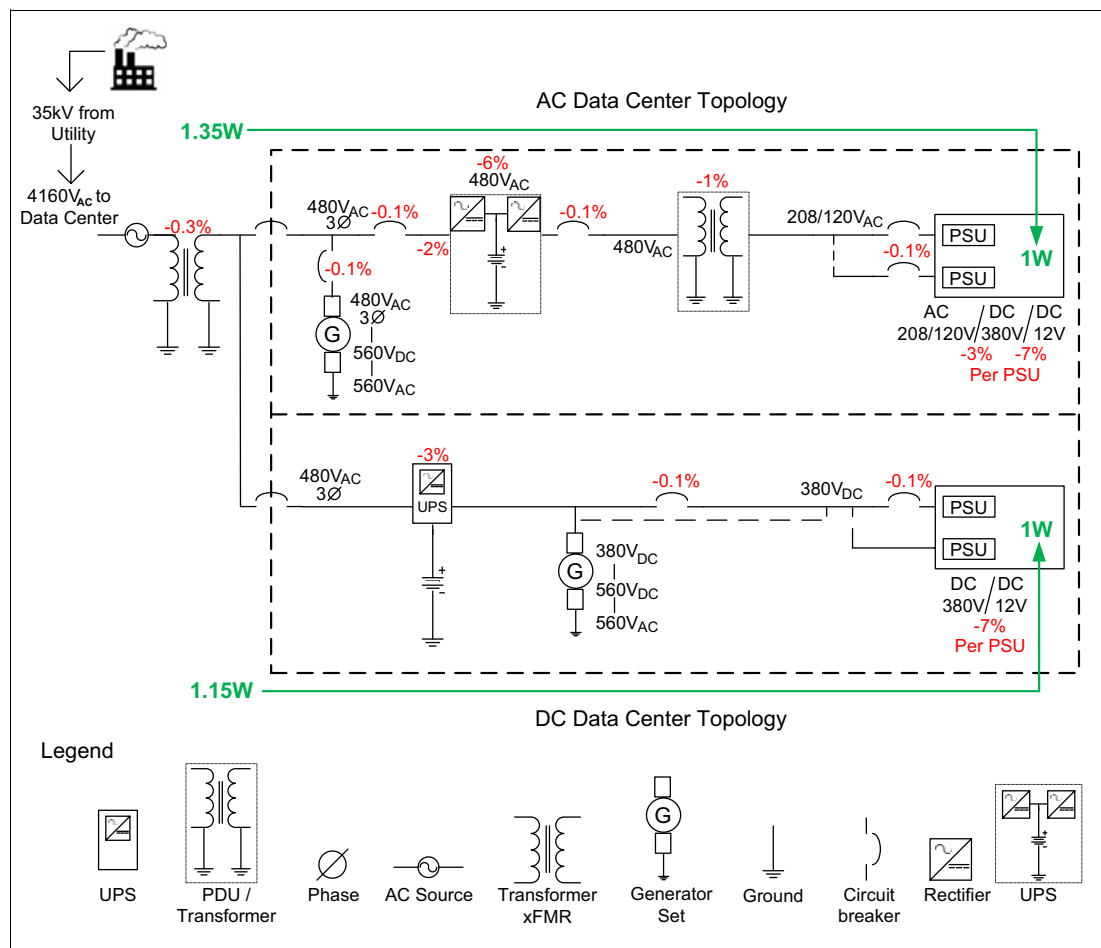 AC Data Center Topology
35kV from
Utility
1.35W
4160VAC to
Data Center
-0.3%
480VAC
3Ø
-0.1%
-2%
-6%
480VAC
-0.1%
480VAC
-1%
208/120VAC
-0.1%
PSU
PSU
1W
-0.1%
G
480VAC
3Ø
560VDC
560VAC
AC / DC / DC
208/120V 380V 12V
-3% -7%
Per PSU
480VAC
3Ø
-3%
UPS
+
-
-0.1%
380VDC
-0.1%
PSU
PSU
1W
G
380VDC
560VDC
560VAC
DC / DC
380V 12V
-7%
Per PSU
1.15W
DC Data Center Topology
Legend
UPS
PDU /
Transformer
Phase
AC Source
Transformer
xFMR
G
Generator
Set
Ground
Circuit
breaker
Rectifier
UPS